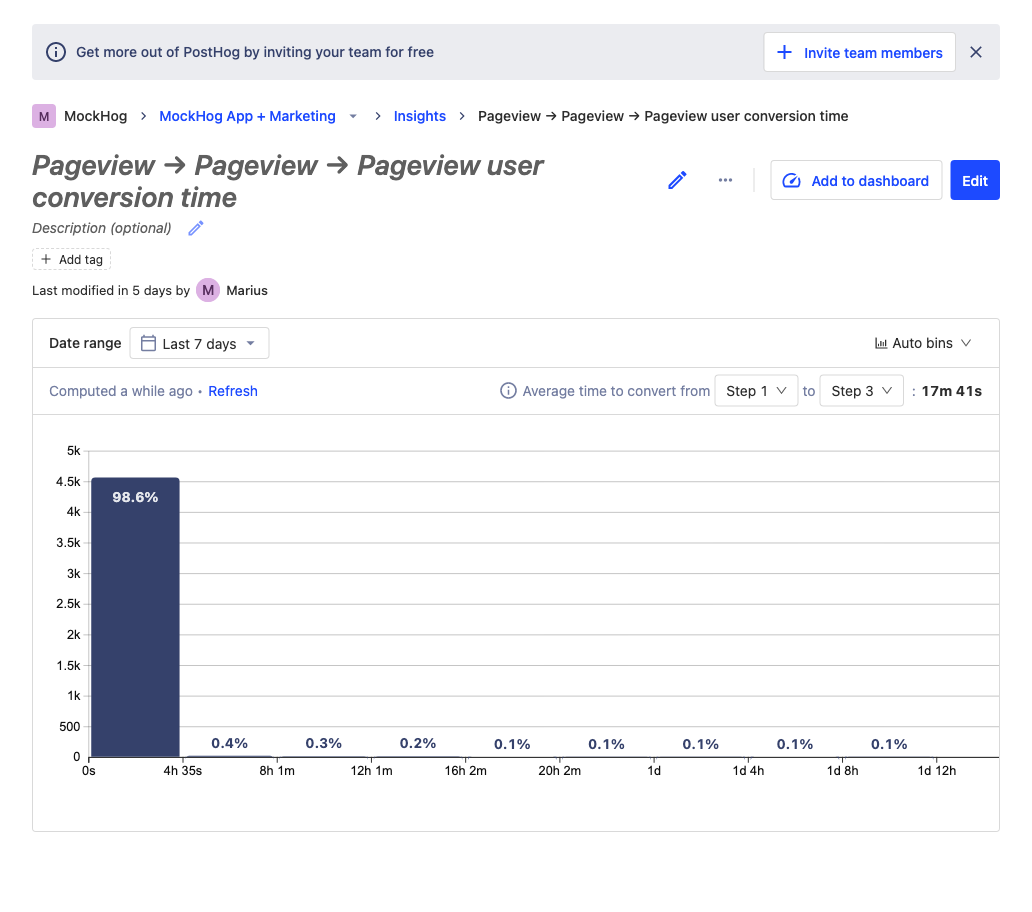 Get more out of PostHog by inviting your team for free
Invite team members
M MockHog > MockHog App + Marketing > Insights > Pageview → Pageview → Pageview user conversion time
Pageview → Pageview → Pageview user
conversion time
Description (optional)
+ Add tag
Last modified in 5 days by M Marius
Add to dashboard
Edit
Date range Last 7 days
Auto bins
Computed a while ago • Refresh
Average time to convert from Step 1 to Step 3 : 17m 41s
5k
4.5k
4k
3.5k
3k
2.5k
2k
1.5k
1k
500
0
98.6% 0.4% 0.3% 0.2% 0.1% 0.1% 0.1% 0.1% 0.1%
0s 4h 35s 8h 1m 12h 1m 16h 2m 20h 2m 1d 1d 4h 1d 8h 1d 12h